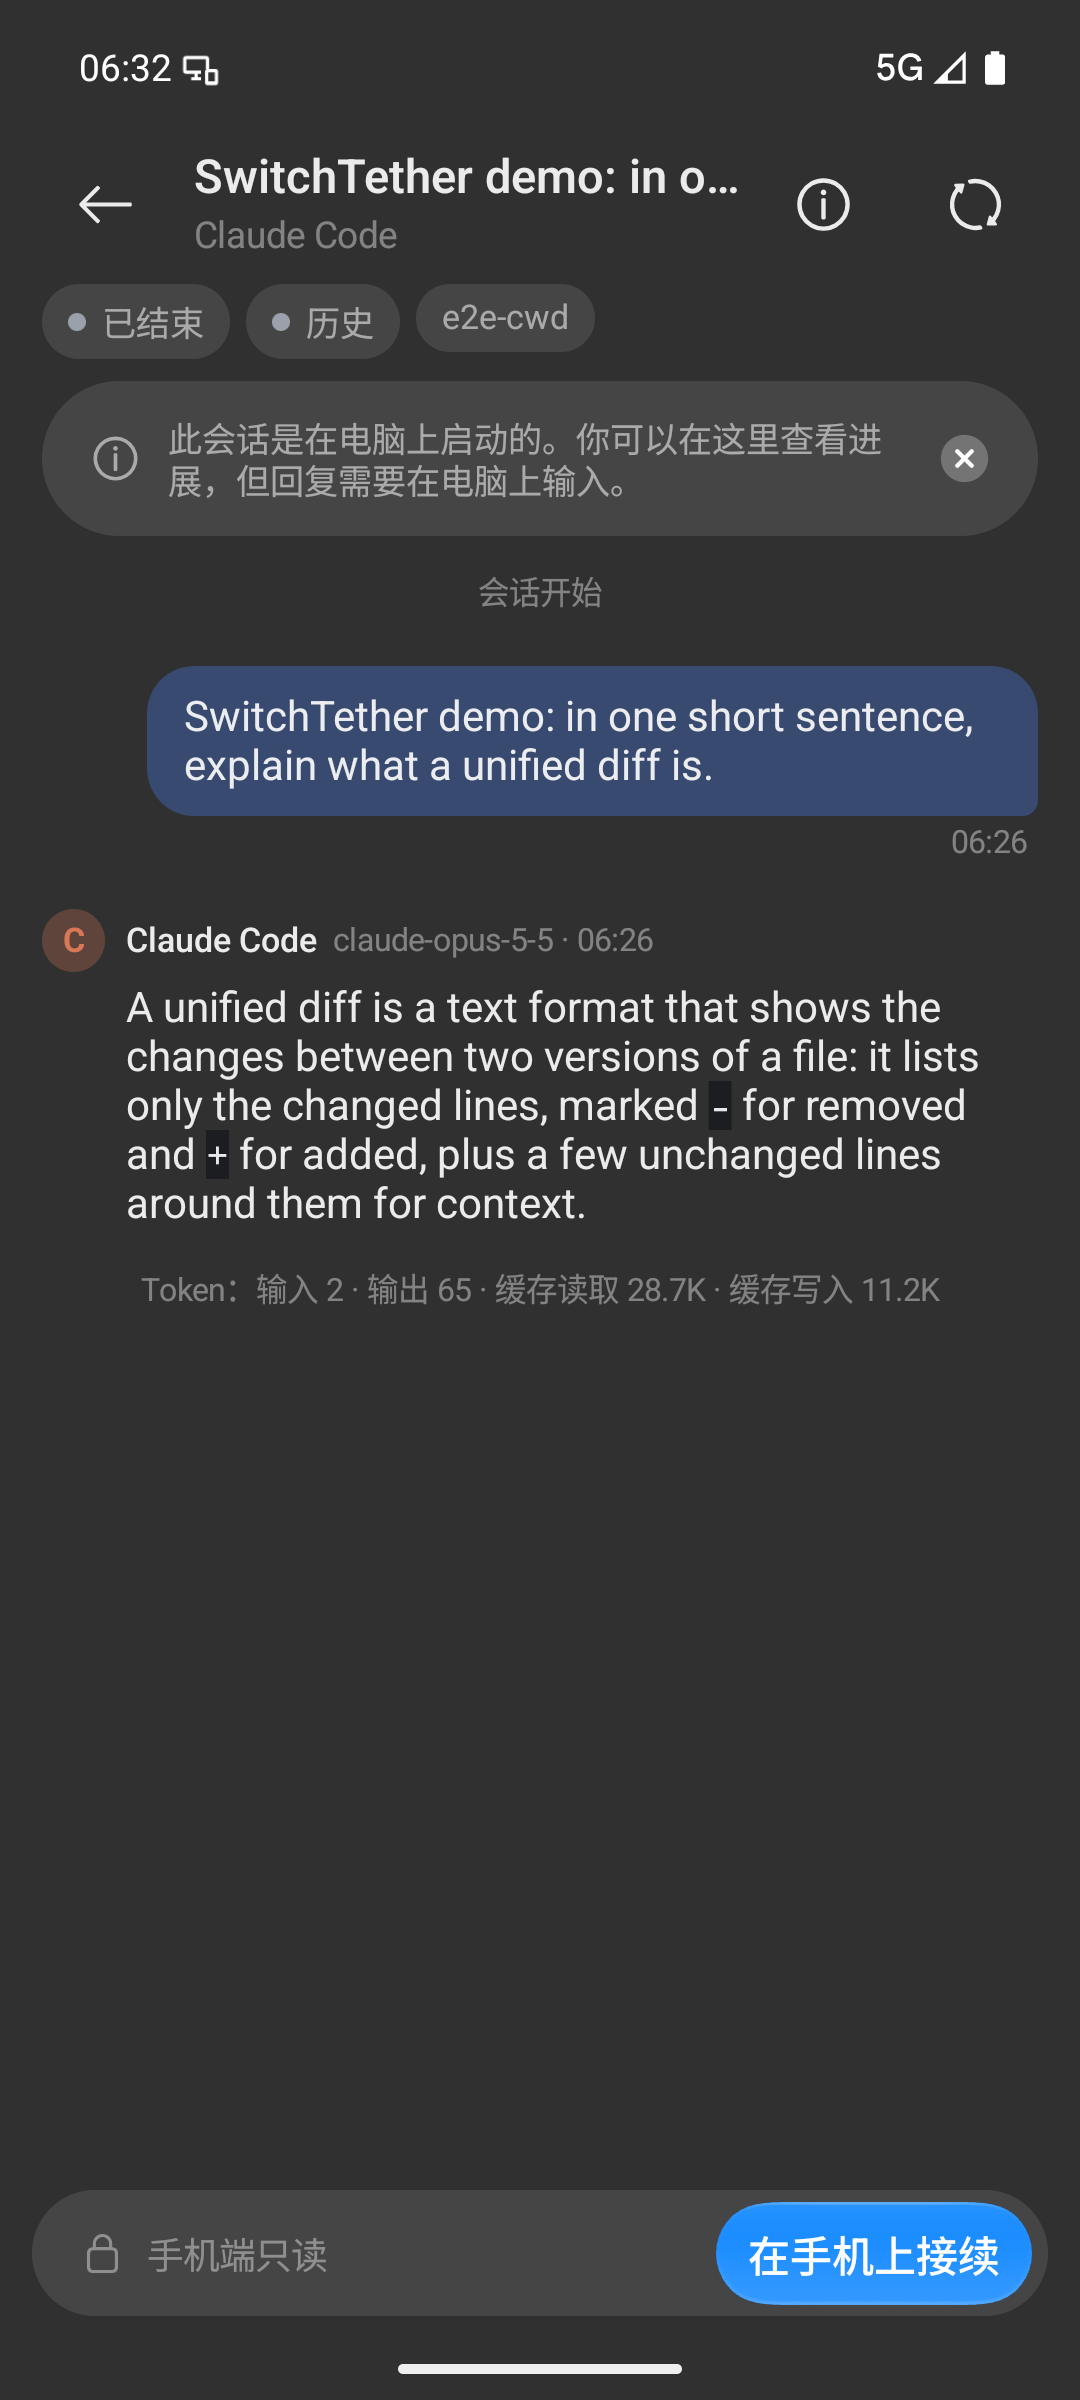 06:32
5G
SwitchTether demo: in o...
Claude Code
已结束
历史
e2e-cwd
此会话是在电脑上启动的。你可以在这里查看进
展，但回复需要在电脑上输入。
会话开始
SwitchTether demo: in one short sentence,
explain what a unified diff is.
06:26
C
Claude Code claude-opus-5-5 · 06:26
A unified diff is a text format that shows the
changes between two versions of a file: it lists
only the changed lines, marked - for removed
and + for added, plus a few unchanged lines
around them for context.
Token：输入 2 · 输出 65 · 缓存读取 28.7K · 缓存写入 11.2K
手机端只读
在手机上接续